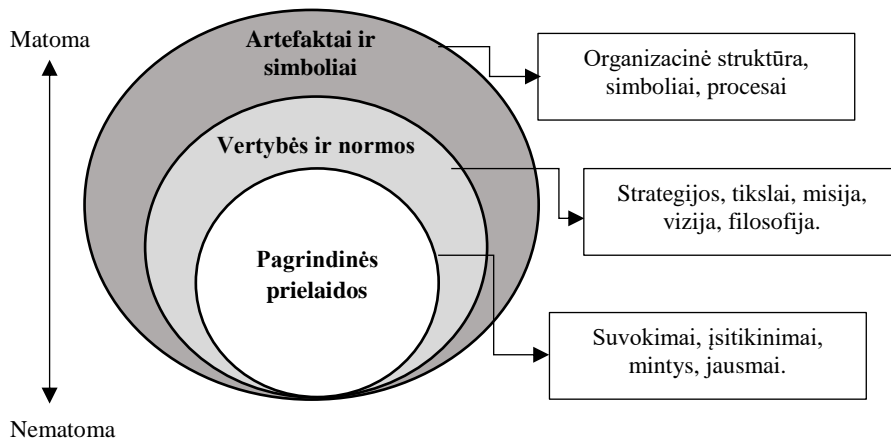 Matoma
Artefaktai ir
simboliai
Organizacinė struktūra,
simboliai, procesai
Vertybės ir normos
Strategijos, tikslai, misija,
vizija, filosofija.
Pagrindinės
prielaidos
Suvokimai, įsitikinimai,
mintys, jausmai.
Nematoma